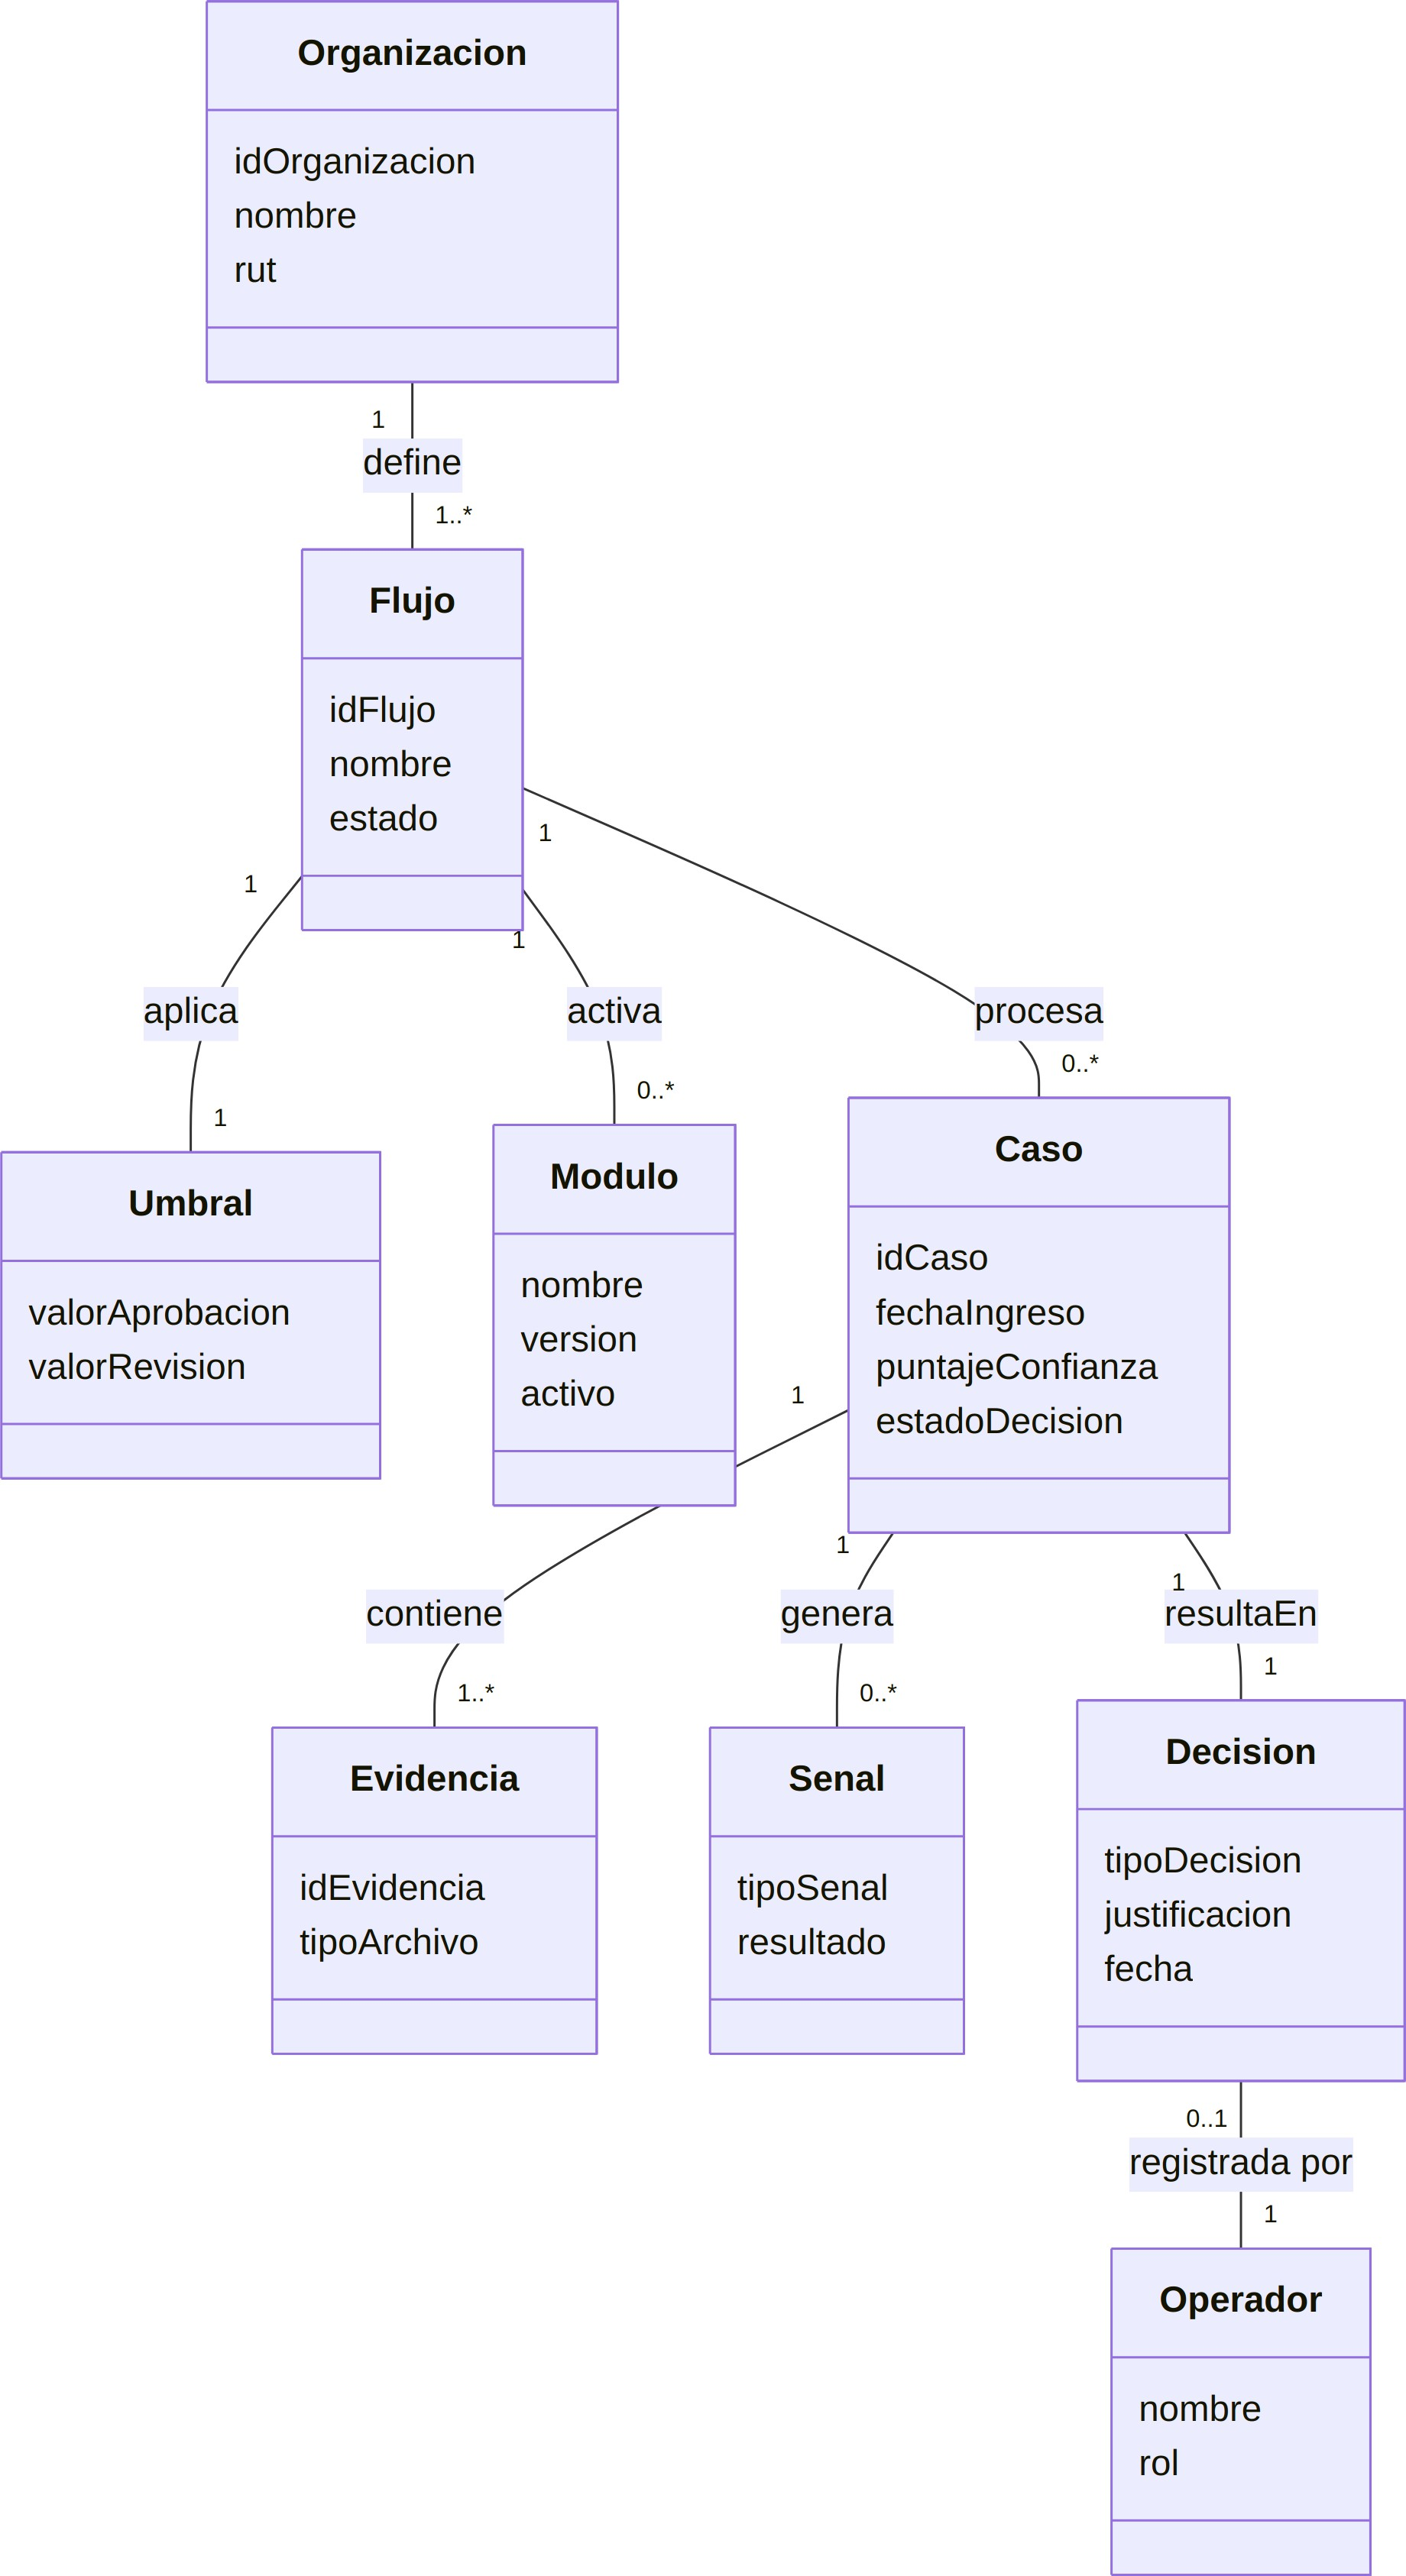 Organizacion
idOrganizacion
nombre
rut
1
define
1..*
Flujo
idFlujo
nombre
estado
1
1
1
aplica
activa
procesa
1
0..*
0..*
Umbral
valorAprobacion
valorRevision
Modulo
nombre
version
activo
Caso
idCaso
fechaIngreso
puntajeConfianza
estadoDecision
1
1
1
contiene
genera
resultaEn
1..*
0..*
1
Evidencia
idEvidencia
tipoArchivo
Senal
tipoSenal
resultado
Decision
tipoDecision
justificacion
fecha
0..1
registrada por
1
Operador
nombre
rol